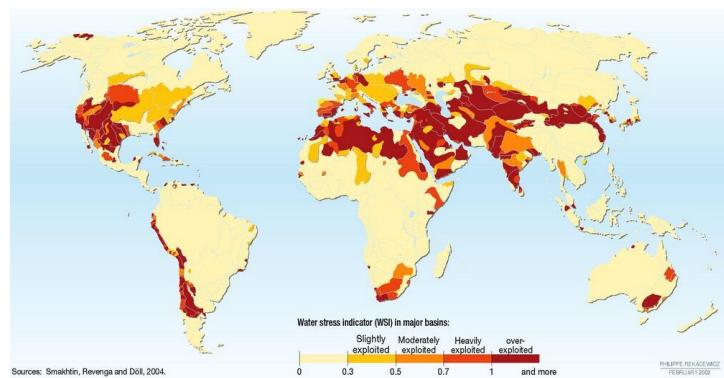 Water stress indicator (WSI) in major basins:
Slightly exploited
Moderately exploited
Heavily exploited
over-exploited
0 0.3 0.5 0.7 1 and more
Sources: Smakhtin, Revenga and Döll, 2004.
PHILIPPE REKACEWICZ
FEBRUARY 2002